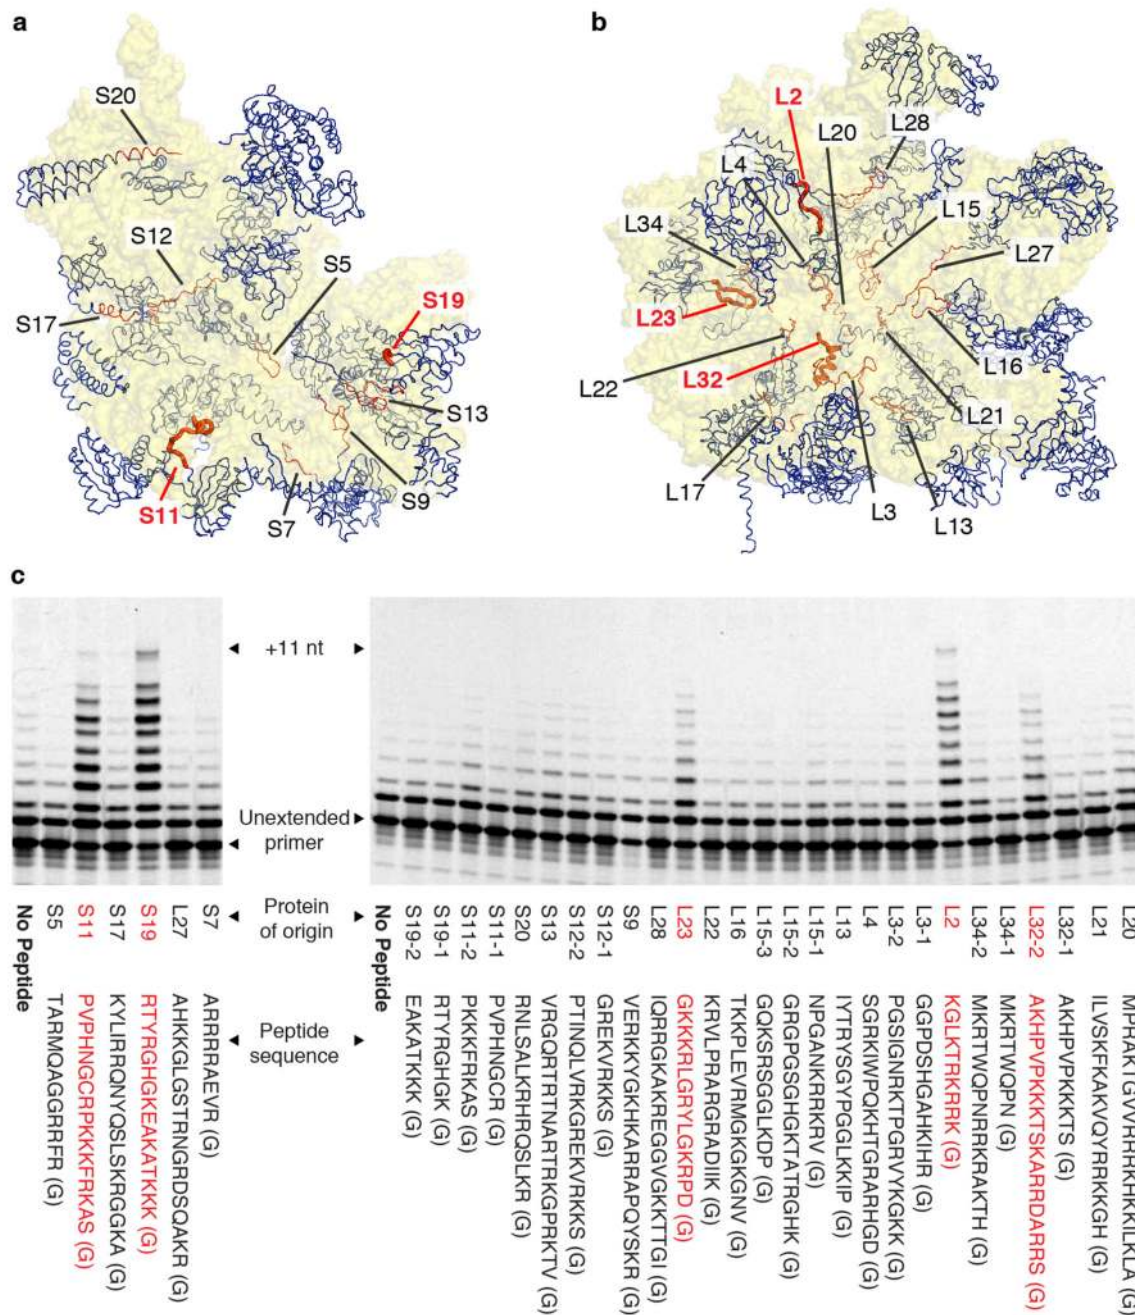 a
S20
S12
S5
S19
S17
S13
S9
S7
S11
b
L2
L20
L28
L4
L15
L34
L27
L23
L16
L22
L32
L21
L17
L3
L13
c
+11 nt
Unextended
primer
Protein
of origin
Peptide
sequence
No Peptide
S5 TARMQAGGRRFR (G)
S11 PVPHNGCRPKKKFRKAS (G)
S17 KYLIRRQNYQSLSKRGGKA (G)
S19 RTYRGHGKEAKATKKK (G)
L27 AHKKGLGSTRNGRDSQAKR (G)
S7 ARRRRAEVR (G)
No Peptide
S19-2 EAKATKKK (G)
S19-1 RTYRGHGK (G)
S11-2 PKKKFRKAS (G)
S11-1 PVPHNGCR (G)
S20 RNLSALKRHRQSLKR (G)
S13 VRGQRTRTNARTRKGPRKTV (G)
S12-2 PTINQLVRKGREKVRKKS (G)
S12-1 GREKVRKKS (G)
S9 VERKKYGKHKARRAPQYSKR (G)
L28 IQRRGKAKREGGVGKKTTGI (G)
L23 GKKKRLGRYLGKRPD (G)
L22 KRVLPRARGRADIIK (G)
L16 TKKPLEVRMGKGKGNV (G)
L15-3 GQKSRSGGLKDP (G)
L15-2 GRGPGSGHGKTATRGHK (G)
L15-1 NPGANKRRKRV (G)
L13 IYTRYSGYPGGLKKIP (G)
L4 SGRKIWPQKHTGRARHGD (G)
L3-2 PGSIGNRKTPGRVYKGKK (G)
L3-1 GGPDSHGAHKIHR (G)
L2 KGLKTRKRRK (G)
L34-2 MKRTWQPNRRKRAKTH (G)
L34-1 MKRTWQPN (G)
L32-2 AKHPVPKKKTSKARRDARRS (G)
L32-1 AKHPVPKKKTS (G)
L21 ILVSKFFKAKVQYRRKKGH (G)
L20 MPRAKTGVVRRRKHKKILKLA (G)